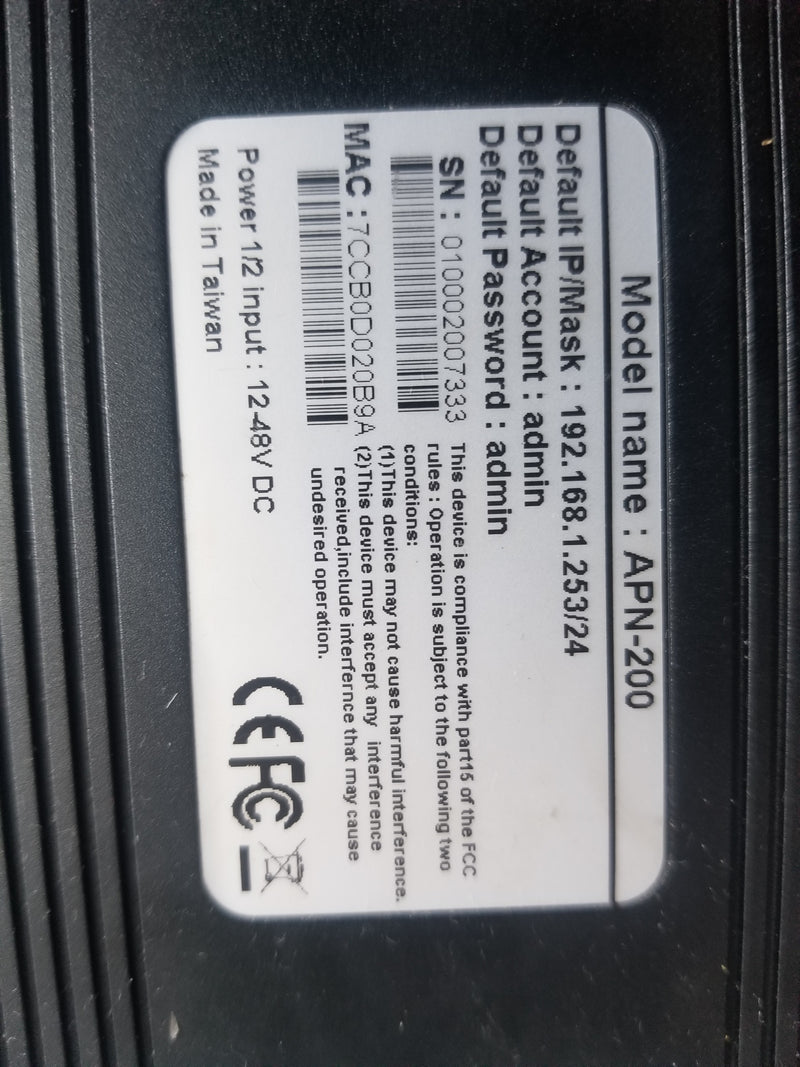 Model name : APN-200
Default IP/Mask : 192.168.1.253/24
Default Account : admin
Default Password : admin
SN : 010002007333
This device is compliance with part15 of the FCC
rules : Operation is subject to the following two
conditions:
(1)This device may not cause harmful interference.
(2)This device must accept any interference
received,include interfernce that may cause
undesired operation.
MAC : 7CCB0D020B9A
Power 1/2 input : 12-48V DC
Made in Taiwan
CE FC